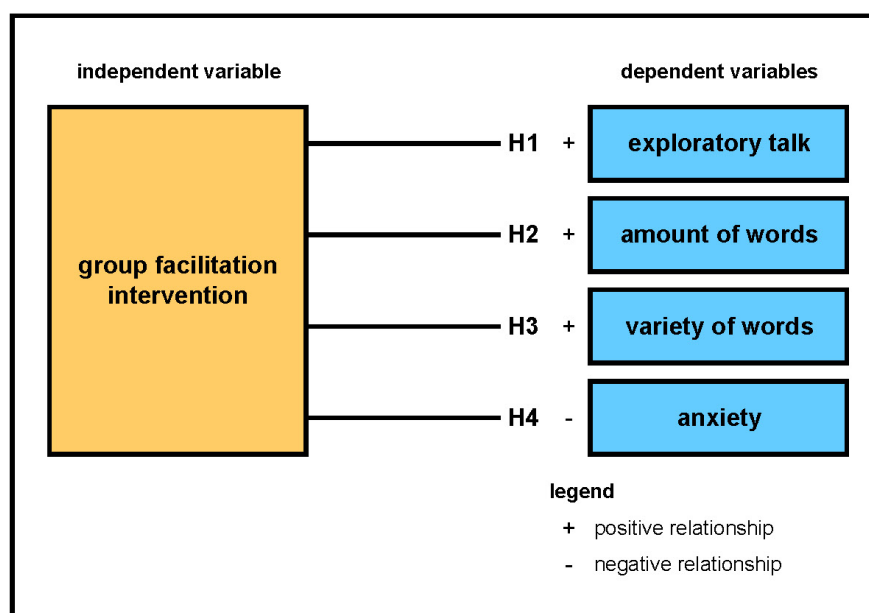 independent variable
dependent variables
group facilitation
intervention
H1 + exploratory talk
H2 + amount of words
H3 + variety of words
H4 - anxiety
legend
+ positive relationship
- negative relationship